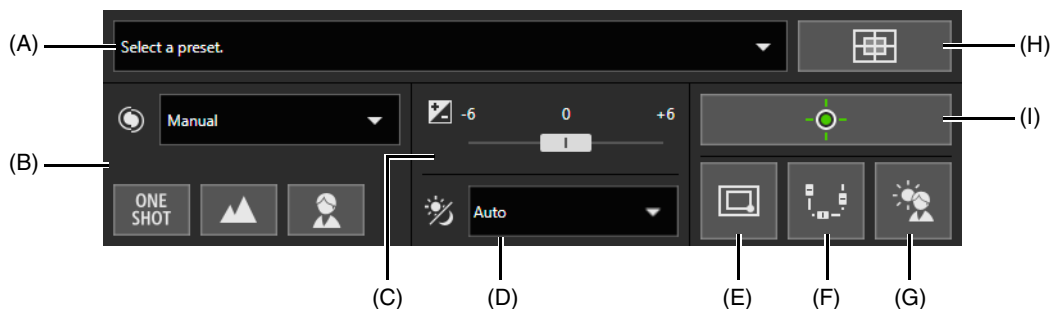 (A)
Select a preset.
(H)
Manual
-6 0 +6
(I)
(B)
ONE
SHOT
Auto
(C)
(D)
(E)
(F)
(G)